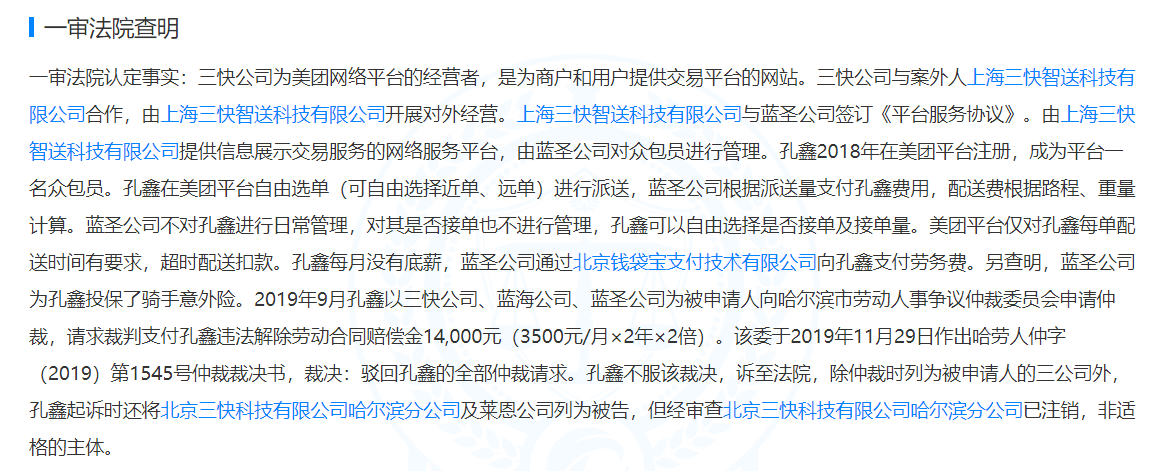 一审法院查明
一审法院认定事实：三快公司为美团网络平台的经营者，是为商户和用户提供交易平台的网站。三快公司与案外人上海三快智送科技有
限公司合作，由上海三快智送科技有限公司开展对外经营。上海三快智送科技有限公司与蓝圣公司签订《平台服务协议》。由上海三快
智送科技有限公司提供信息展示交易服务的网络服务平台，由蓝圣公司对众包员进行管理。孔鑫2018年在美团平台注册，成为平台一
名众包员。孔鑫在美团平台自由选单（可自由选择近单、远单）进行派送，蓝圣公司根据派送量支付孔鑫费用，配送费根据路程、重量
计算。蓝圣公司不对孔鑫进行日常管理，对其是否接单也不进行管理，孔鑫可以自由选择是否接单及接单量。美团平台仅对孔鑫每单配
送时间有要求，超时配送扣款。孔鑫每月没有底薪，蓝圣公司通过北京钱袋宝支付技术有限公司向孔鑫支付劳务费。另查明，蓝圣公司
为孔鑫投保了骑手意外险。2019年9月孔鑫以三快公司、蓝海公司、蓝圣公司为被申请人向哈尔滨市劳动人事争议仲裁委员会申请仲
裁，请求裁判支付孔鑫违法解除劳动合同赔偿金14,000元（3500元/月×2年×2倍）。该委于2019年11月29日作出哈劳人仲字
（2019）第1545号仲裁裁决书，裁决：驳回孔鑫的全部仲裁请求。孔鑫不服该裁决，诉至法院，除仲裁时列为被申请人的三公司外，
孔鑫起诉时还将北京三快科技有限公司哈尔滨分公司及莱恩公司列为被告，但经审查北京三快科技有限公司哈尔滨分公司已注销，非适
格的主体。